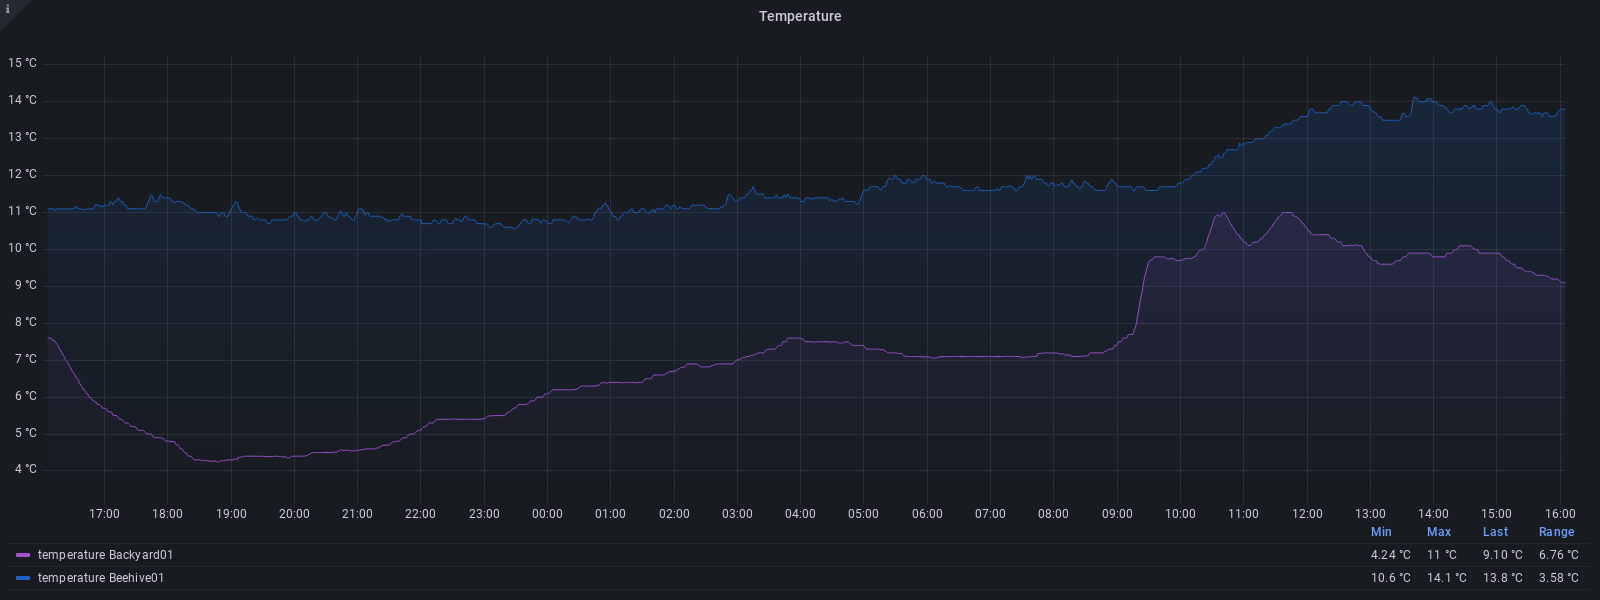 i
Temperature
15 °C
14 °C
13 °C
12 °C
11 °C
10 °C
9 °C
8 °C
7 °C
6 °C
5 °C
4 °C
17:00 18:00 19:00 20:00 21:00 22:00 23:00 00:00 01:00 02:00 03:00 04:00 05:00 06:00 07:00 08:00 09:00 10:00 11:00 12:00 13:00 14:00 15:00 16:00
Min Max Last Range
temperature Backyard01 4.24 °C 11 °C 9.10 °C 6.76 °C
temperature Beehive01 10.6 °C 14.1 °C 13.8 °C 3.58 °C